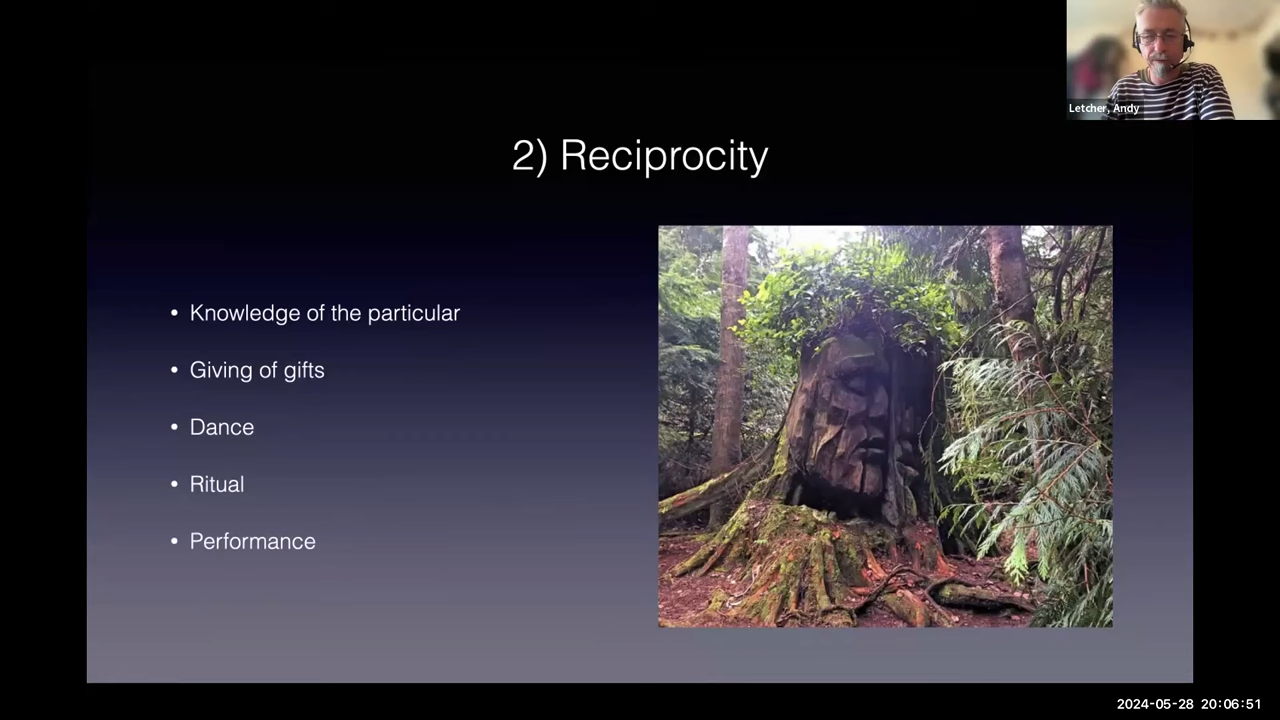 Letcher, Andy
2) Reciprocity
• Knowledge of the particular
• Giving of gifts
• Dance
• Ritual
• Performance
2024-05-28 20:06:51